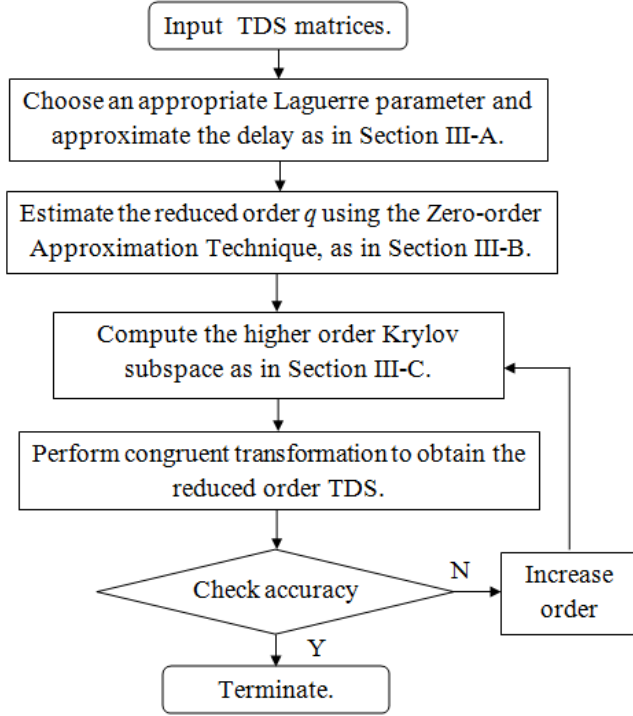 Input TDS matrices.
Choose an appropriate Laguerre parameter and
approximate the delay as in Section III-A.
Estimate the reduced order q using the Zero-order
Approximation Technique, as in Section III-B.
Compute the higher order Krylov
subspace as in Section III-C.
Perform congruent transformation to obtain the
reduced order TDS.
Check accuracy
N
Increase
order
Y
Terminate.